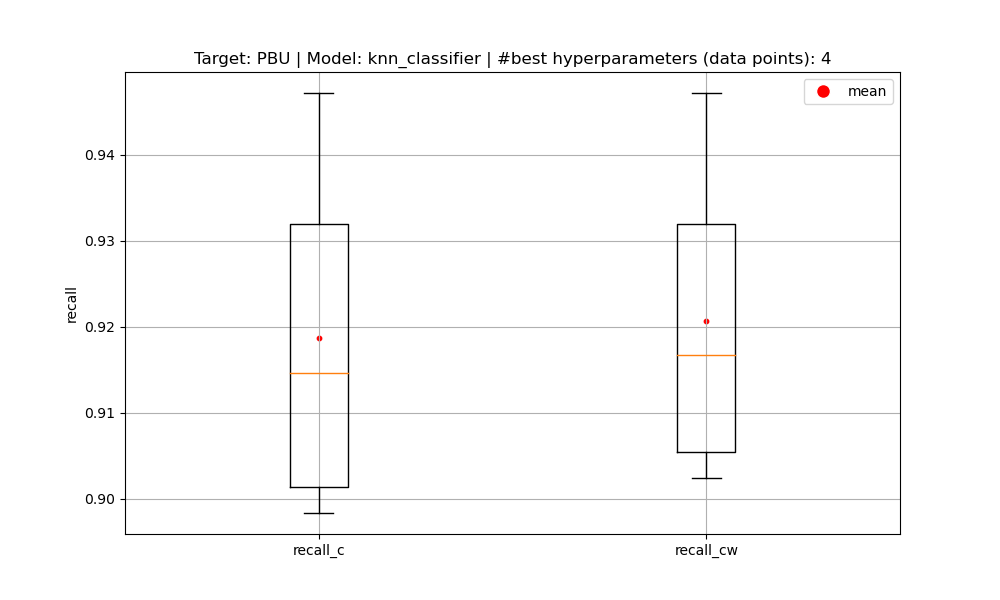 Target: PBU | Model: knn_classifier | #best hyperparameters (data points): 4
mean
0.94
0.93
0.92
0.91
0.90
recall
recall_c
recall_cw